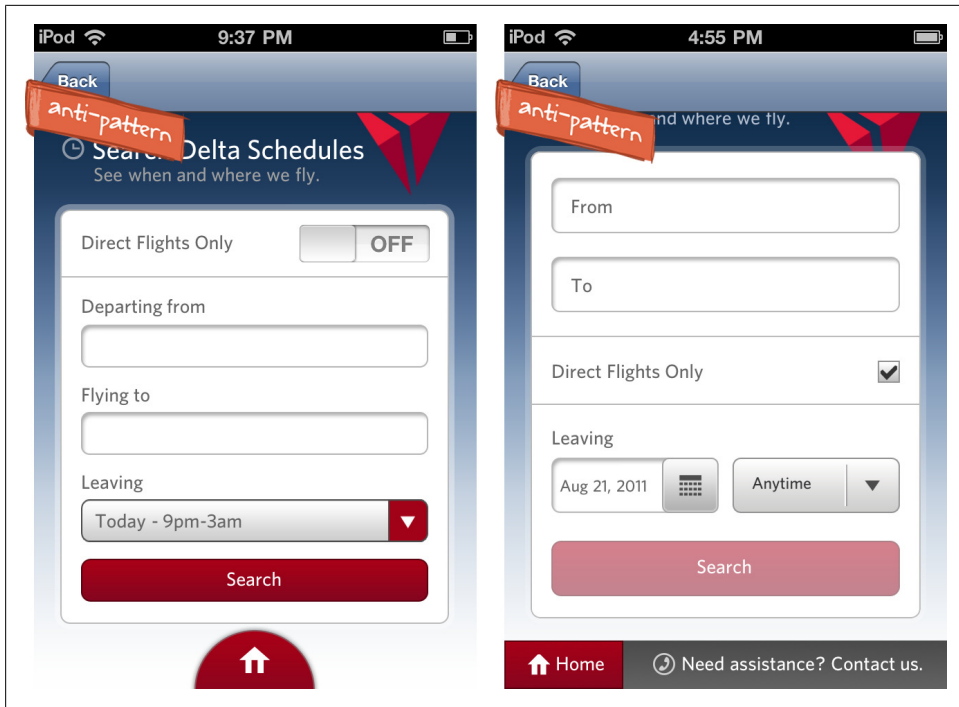 iPod 9:37 PM
Back
anti-pattern
Delta Schedules
See when and where we fly.
Direct Flights Only OFF
Departing from
Flying to
Leaving
Today - 9pm-3am
Search
iPod 4:55 PM
Back
anti-pattern
and where we fly.
From
To
Direct Flights Only
Leaving
Aug 21, 2011 Anytime
Search
Home Need assistance? Contact us.